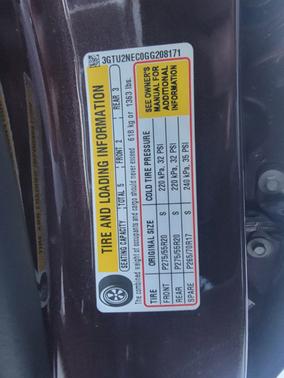 3GTU2NEC0GG208171
TIRE AND LOADING INFORMATION
SEATING CAPACITY TOTAL 5 FRONT 2 REAR 3
The combined weight of occupants and cargo should never exceed 618 kg or 1363 lbs.
TIRE ORIGINAL SIZE COLD TIRE PRESSURE
FRONT P275/55R20 S 220 kPa, 32 PSI
REAR P275/55R20 S 220 kPa, 32 PSI
SPARE P265/70R17 S 240 kPa, 35 PSI
SEE OWNER'S
MANUAL FOR
ADDITIONAL
INFORMATION